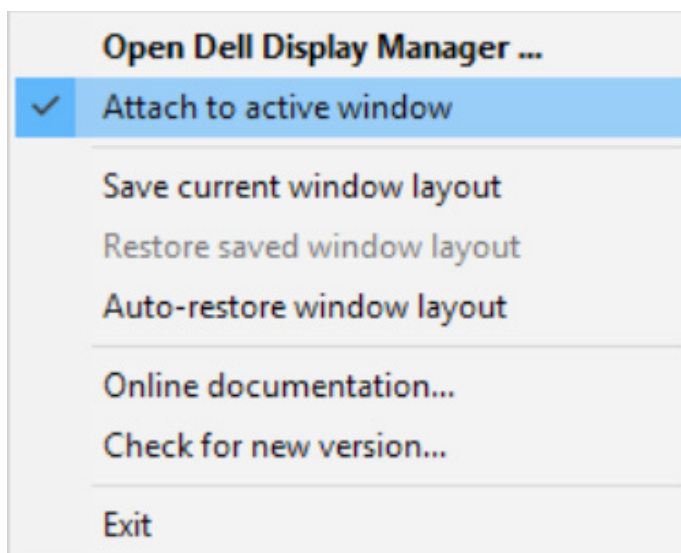 Open Dell Display Manager ...
Attach to active window
Save current window layout
Restore saved window layout
Auto-restore window layout
Online documentation...
Check for new version...
Exit